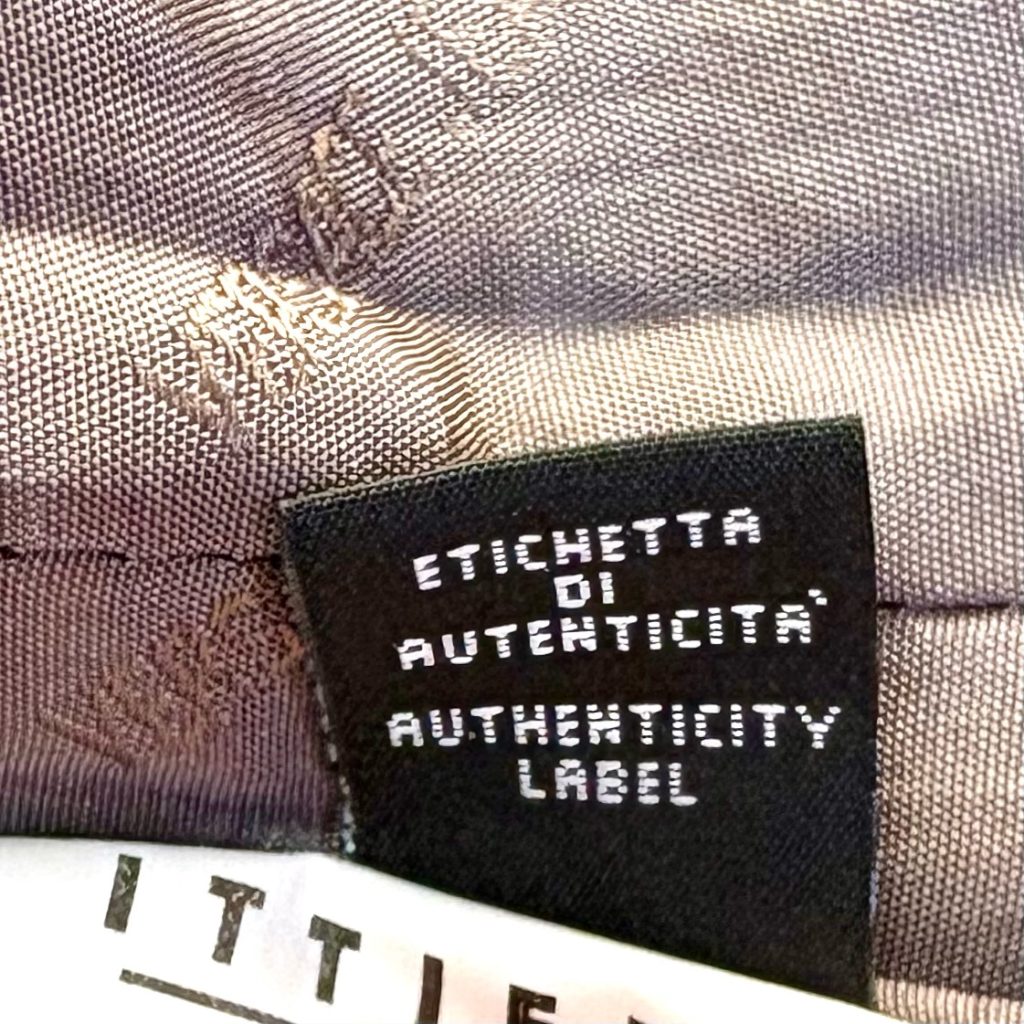 ETICHETTA
DI
AUTENTICITA`
AUTHENTICITY
LABEL